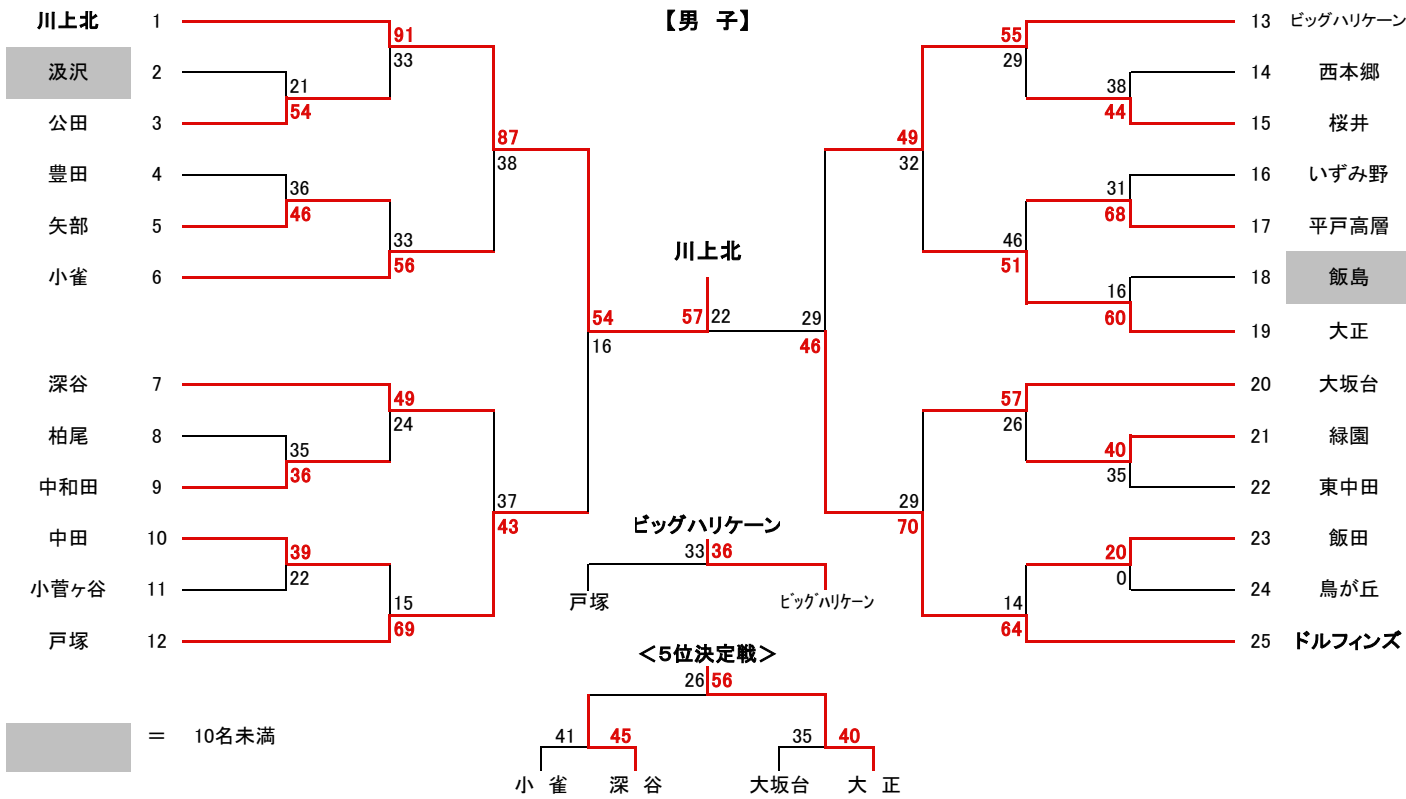 【男 子】
川上北 1
汲沢 2
公田 3
豊田 4
矢部 5
小雀 6
深谷 7
柏尾 8
中和田 9
中田 10
小菅ヶ谷 11
戸塚 12
91
33
21
54
87
38
36
46
33
56
54
16
49
24
35
36
37
43
39
22
15
69
川上北
57 22
13 ビッグハリケーン
14 西本郷
15 桜井
16 いずみ野
17 平戸高層
18 飯島
19 大正
20 大坂台
21 緑園
22 東中田
23 飯田
24 鳥が丘
25 ドルフィンズ
55
29
38
44
49
32
31
68
46
51
16
60
29
46
57
26
40
35
29
70
20
0
14
64
ビッグハリケーン
33 36
戸塚 ビッグハリケーン
<5位決定戦>
26 56
41 45 35 40
小 雀 深 谷 大坂台 大 正
= 10名未満